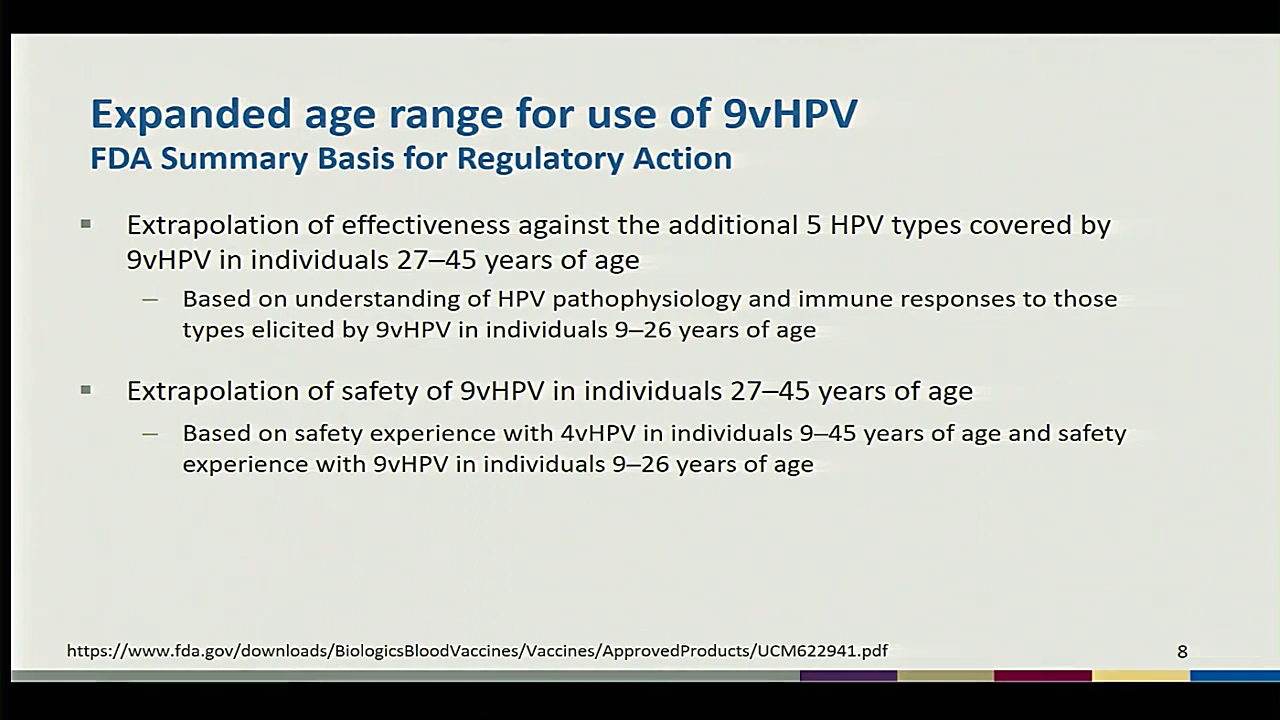 Expanded age range for use of 9vHPV
FDA Summary Basis for Regulatory Action
▪ Extrapolation of effectiveness against the additional 5 HPV types covered by
9vHPV in individuals 27–45 years of age
– Based on understanding of HPV pathophysiology and immune responses to those
types elicited by 9vHPV in individuals 9–26 years of age
▪ Extrapolation of safety of 9vHPV in individuals 27–45 years of age
– Based on safety experience with 4vHPV in individuals 9–45 years of age and safety
experience with 9vHPV in individuals 9–26 years of age
https://www.fda.gov/downloads/BiologicsBloodVaccines/Vaccines/ApprovedProducts/UCM622941.pdf
8